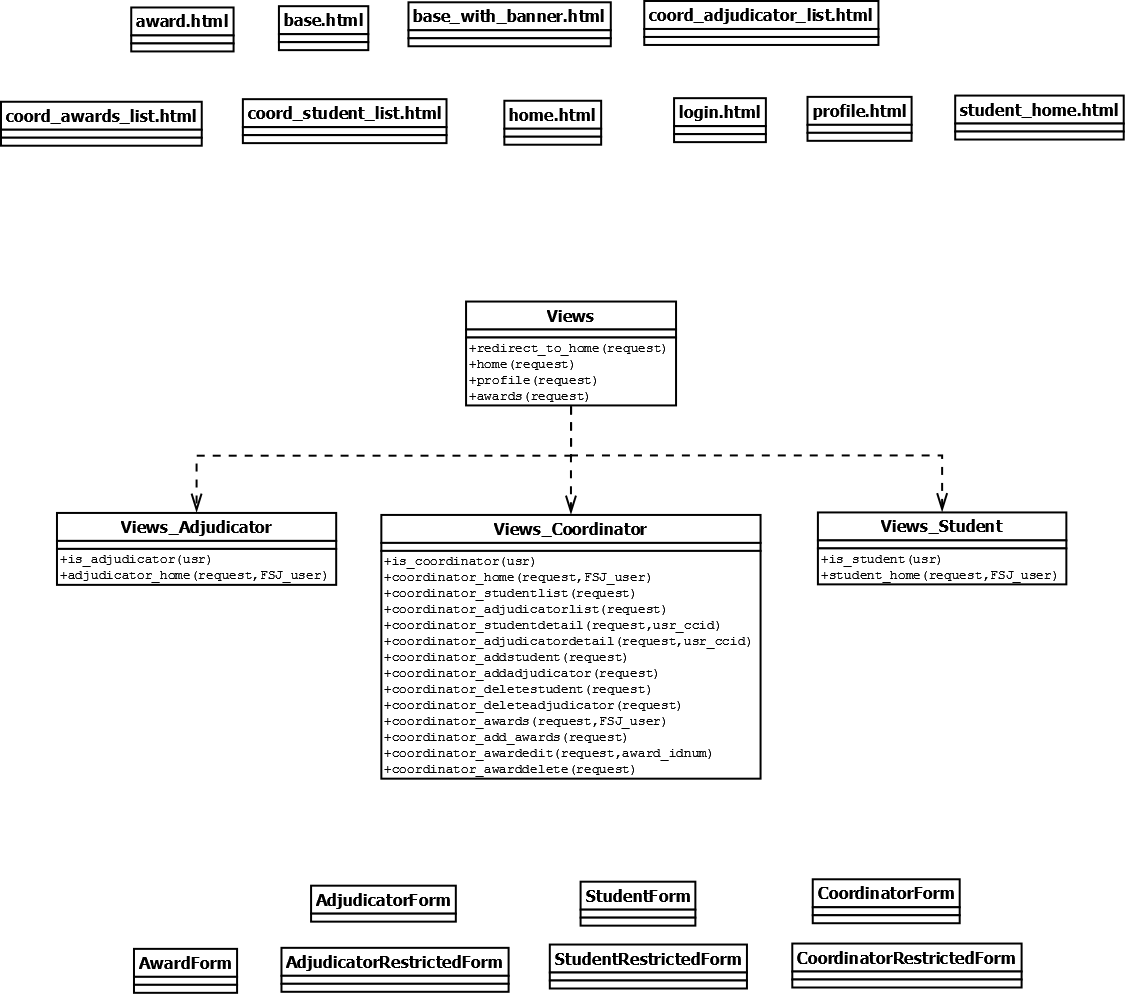 award.html
base.html
base_with_banner.html
coord_adjudicator_list.html
coord_awards_list.html
coord_student_list.html
home.html
login.html
profile.html
student_home.html
Views
+redirect_to_home(request)
+home(request)
+profile(request)
+awards(request)
Views_Adjudicator
+is_adjudicator(usr)
+adjudicator_home(request,FSJ_user)
Views_Coordinator
+is_coordinator(usr)
+coordinator_home(request,FSJ_user)
+coordinator_studentlist(request)
+coordinator_adjudicatorlist(request)
+coordinator_studentdetail(request,usr_ccid)
+coordinator_adjudicatordetail(request,usr_ccid)
+coordinator_addstudent(request)
+coordinator_addadjudicator(request)
+coordinator_deletestudent(request)
+coordinator_deleteadjudicator(request)
+coordinator_awards(request,FSJ_user)
+coordinator_add_awards(request)
+coordinator_awardedit(request,award_idnum)
+coordinator_awarddelete(request)
Views_Student
+is_student(usr)
+student_home(request,FSJ_user)
AdjudicatorForm
StudentForm
CoordinatorForm
AwardForm
AdjudicatorRestrictedForm
StudentRestrictedForm
CoordinatorRestrictedForm